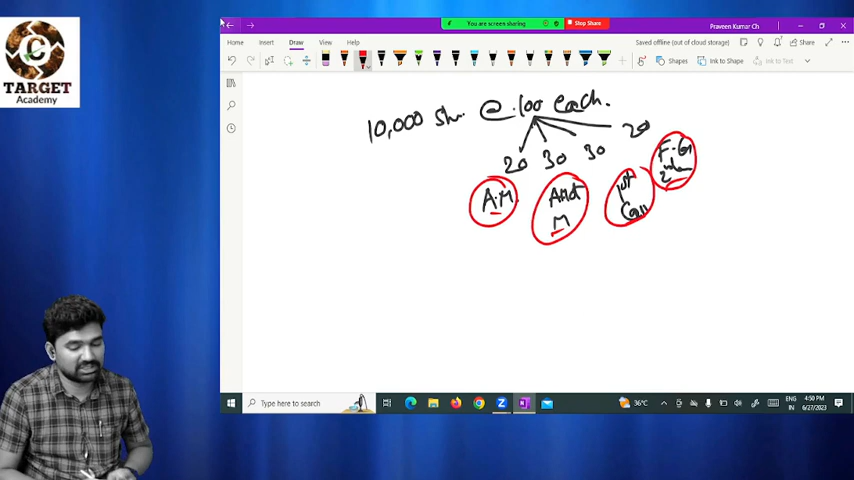 Praveen Kumar Ch
You are screen sharing
Stop Share
Home
Insert
Draw
View
Help
Saved offline (out of cloud storage)
Share
Shapes
Ink to Shape
Ink to Text
TARGET
Academy
10,000 Sh. @ .100 each.
20
30
30
20
A.M
Allot
M
1st
Call
Type here to search
36°C
ENG
IN
4:50 PM
6/27/2023